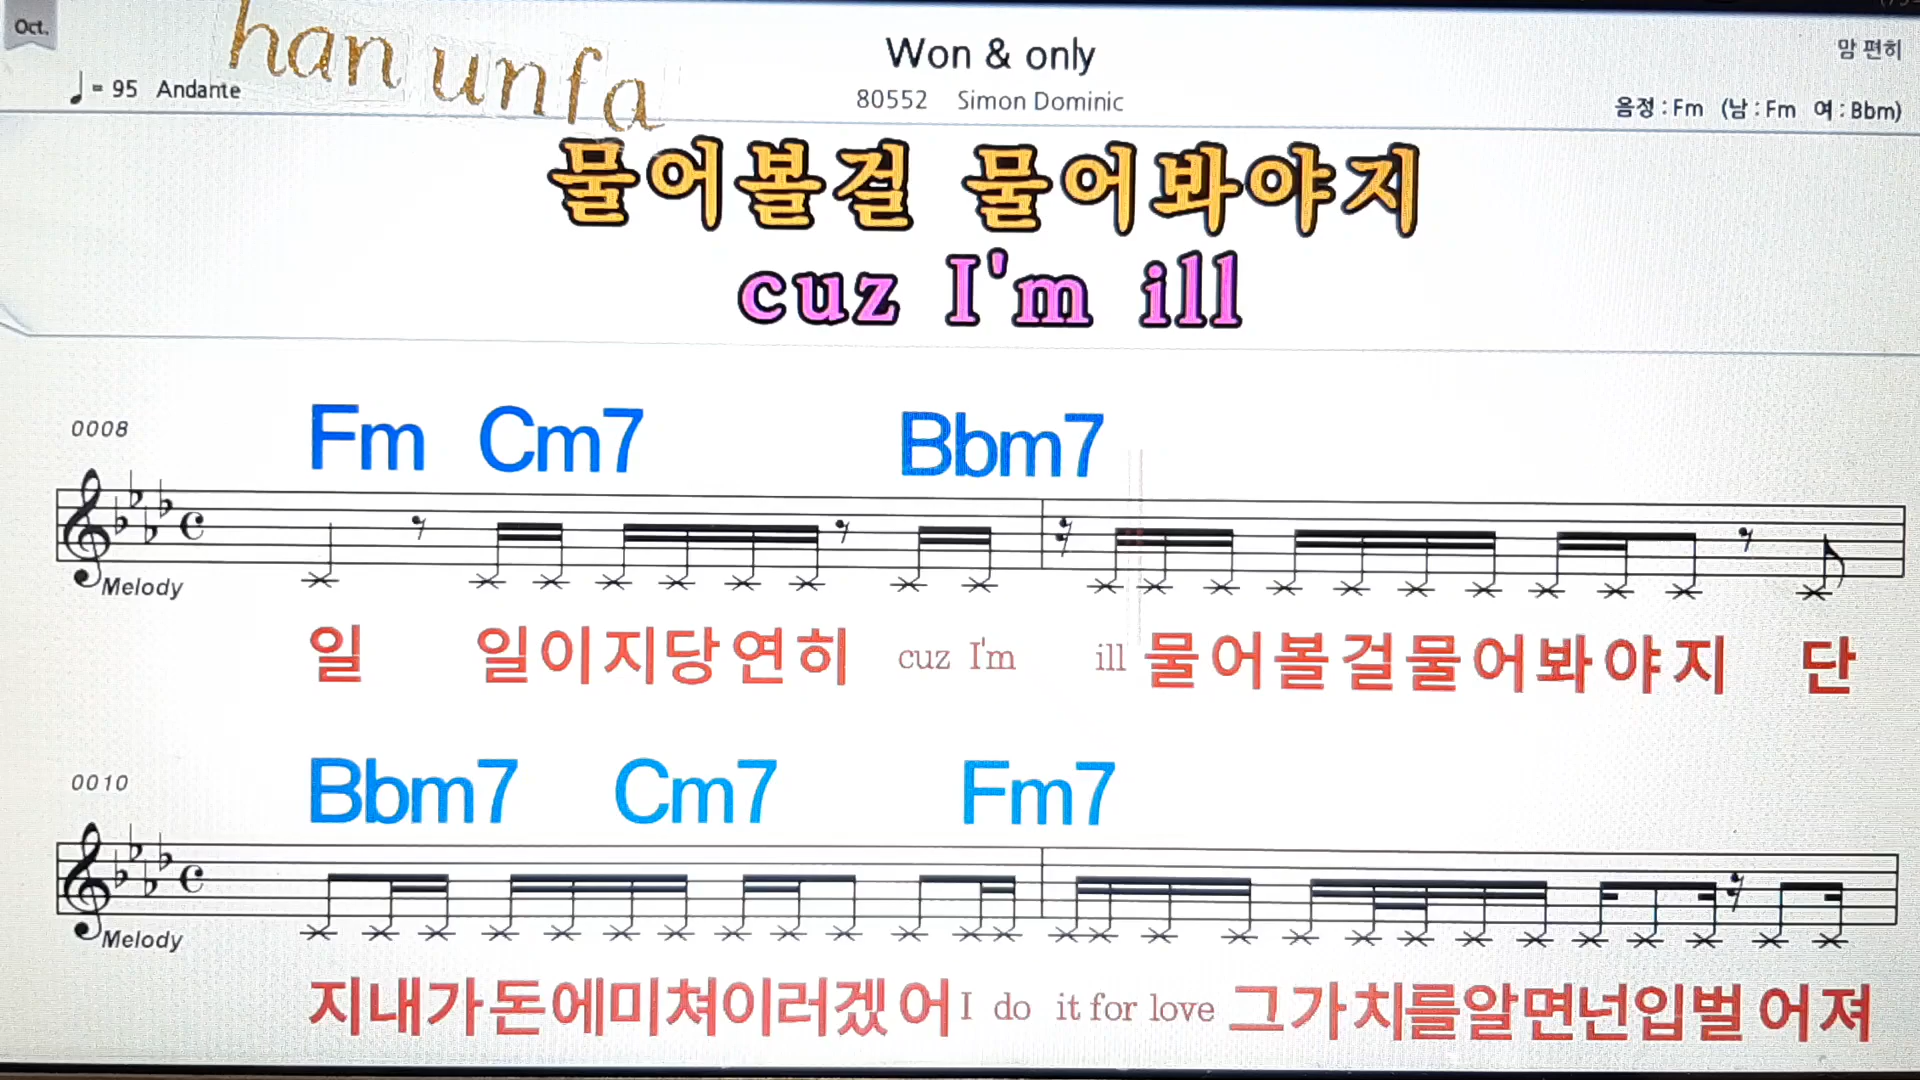 Oct.
han unfa
Won & only
맘 편히
♩= 95 Andante
80552 Simon Dominic
음정 : Fm (남 : Fm 여 : Bbm)
물어볼걸 물어봐야지
cuz I'm ill
0008
Fm Cm7 Bbm7
Melody
일 일이지당연히 cuz I'm ill 물어볼걸물어봐야지 단
0010
Bbm7 Cm7 Fm7
Melody
지내가돈에미쳐이러겠어 I do it for love 그가치를알면넌입벌어져